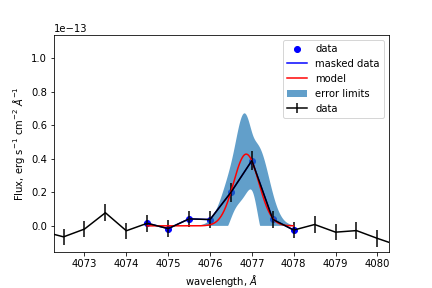 1e−13
data
masked data
model
error limits
data
1.0
0.8
0.6
0.4
0.2
0.0
Flux, erg s⁻¹ cm⁻² Å⁻¹
4073 4074 4075 4076 4077 4078 4079 4080
wavelength, Å